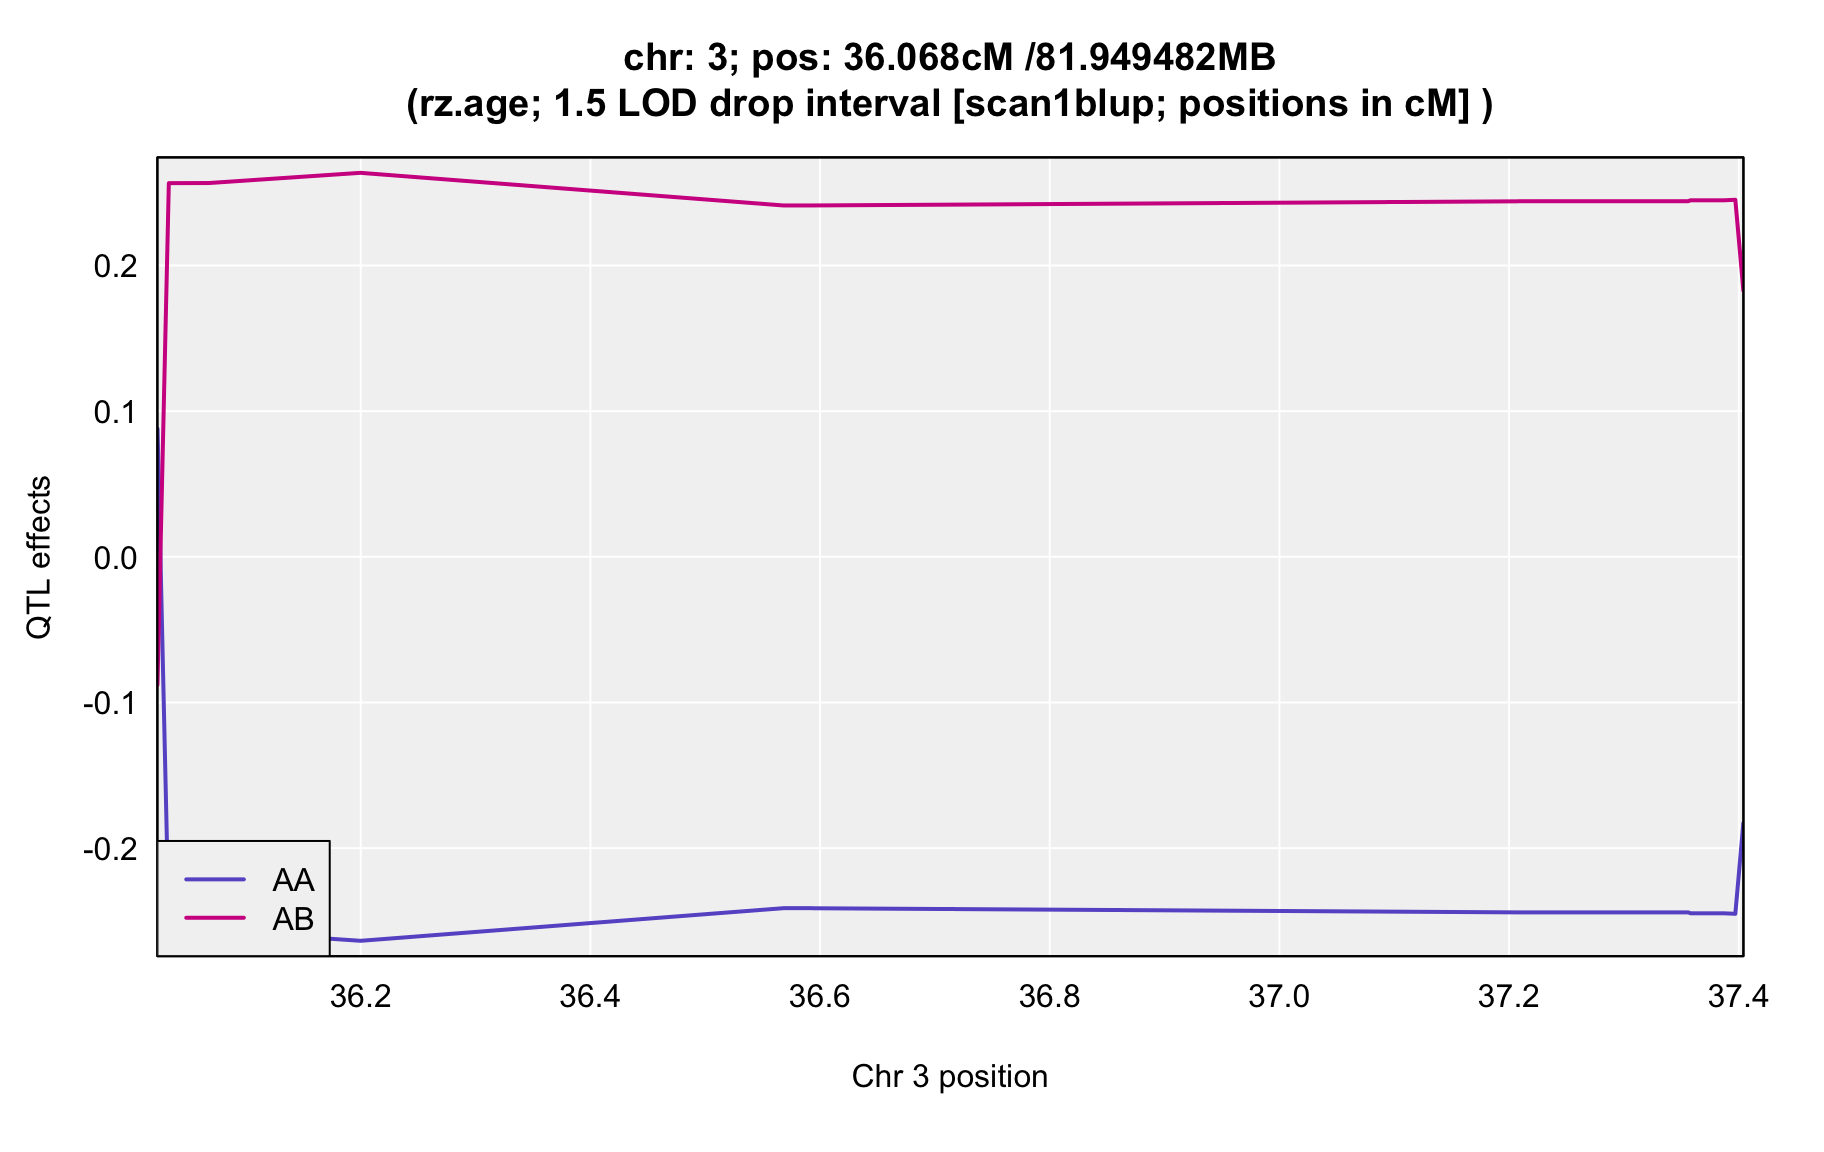 chr: 3; pos: 36.068cM /81.949482MB
(rz.age; 1.5 LOD drop interval [scan1blup; positions in cM] )
QTL effects
0.2
0.1
0.0
-0.1
-0.2
AA
AB
36.2 36.4 36.6 36.8 37.0 37.2 37.4
Chr 3 position